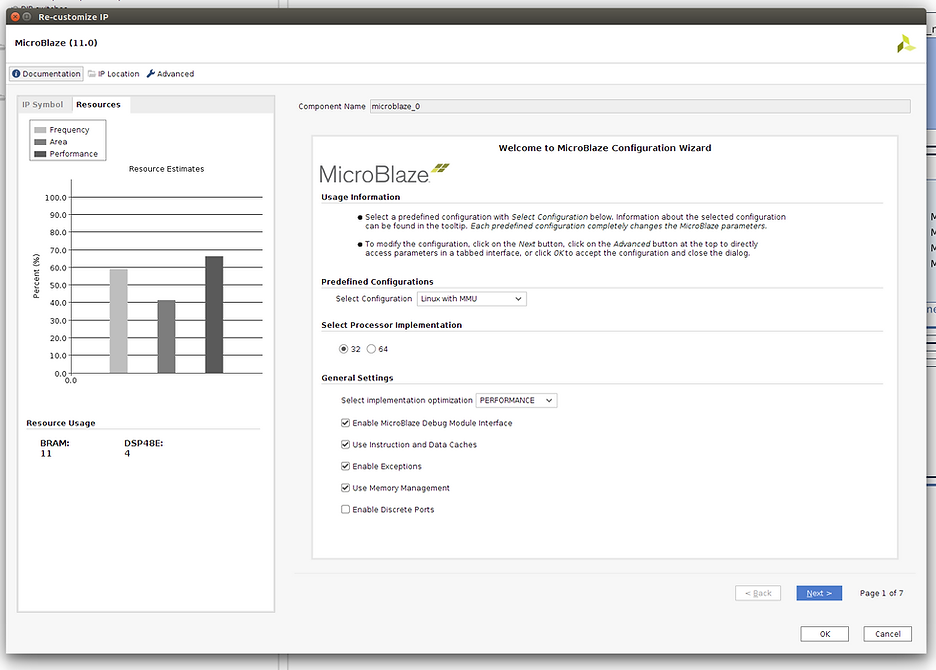 DIP switches
Re-customize IP
MicroBlaze (11.0)
Documentation IP Location Advanced
IP Symbol Resources
Frequency
Area
Performance
Resource Estimates
Percent (%)
100.0
90.0
80.0
70.0
60.0
50.0
40.0
30.0
20.0
10.0
0.0
0.0
Resource Usage
BRAM: DSP48E:
11 4
Component Name microblaze_0
Welcome to MicroBlaze Configuration Wizard
MicroBlaze
Usage Information
● Select a predefined configuration with Select Configuration below. Information about the selected configuration
can be found in the tooltip. Each predefined configuration completely changes the MicroBlaze parameters.
● To modify the configuration, click on the Next button, click on the Advanced button at the top to directly
access parameters in a tabbed interface, or click OK to accept the configuration and close the dialog.
Predefined Configurations
Select Configuration Linux with MMU
Select Processor Implementation
32 64
General Settings
Select implementation optimization PERFORMANCE
Enable MicroBlaze Debug Module Interface
Use Instruction and Data Caches
Enable Exceptions
Use Memory Management
Enable Discrete Ports
< Back Next > Page 1 of 7
OK Cancel